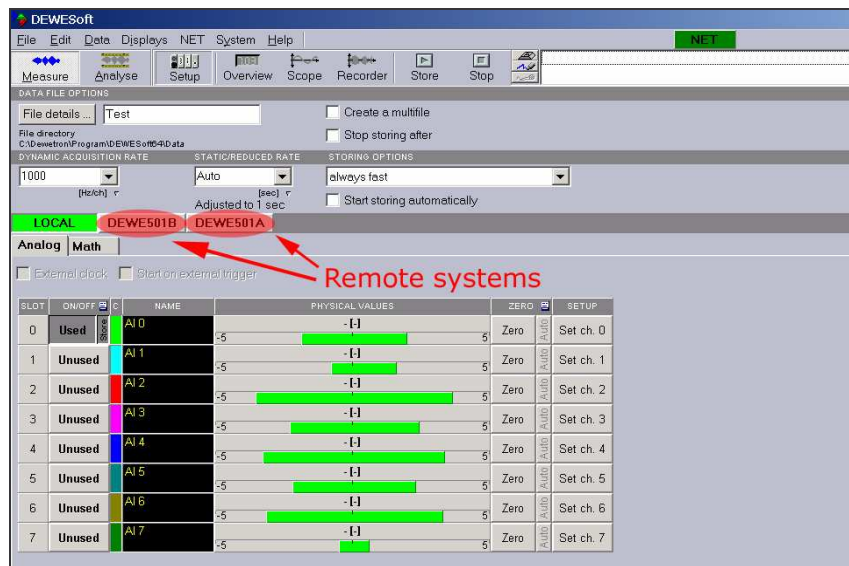 DEWESoft
File Edit Data Displays NET System Help
NET
Measure Analyse Setup Overview Scope Recorder Store Stop
DATA FILE OPTIONS
File details ... Test
Create a multifile
File directory
C:\Dewetron\Program\DEWESoft64\Data
Stop storing after
DYNAMIC ACQUISITION RATE STATIC/REDUCED RATE STORING OPTIONS
1000 Auto always fast
[Hz/ch] [sec]
Adjusted to 1 sec
Start storing automatically
LOCAL DEWE501B DEWE501A
Analog Math
External clock Start on external trigger
Remote systems
SLOT ON/OFF C NAME PHYSICAL VALUES ZERO SETUP
0 Used Store AI 0 -5 - [-] 5 Zero Auto Set ch. 0
1 Unused AI 1 -5 - [-] 5 Zero Auto Set ch. 1
2 Unused AI 2 -5 - [-] 5 Zero Auto Set ch. 2
3 Unused AI 3 -5 - [-] 5 Zero Auto Set ch. 3
4 Unused AI 4 -5 - [-] 5 Zero Auto Set ch. 4
5 Unused AI 5 -5 - [-] 5 Zero Auto Set ch. 5
6 Unused AI 6 -5 - [-] 5 Zero Auto Set ch. 6
7 Unused AI 7 -5 - [-] 5 Zero Auto Set ch. 7